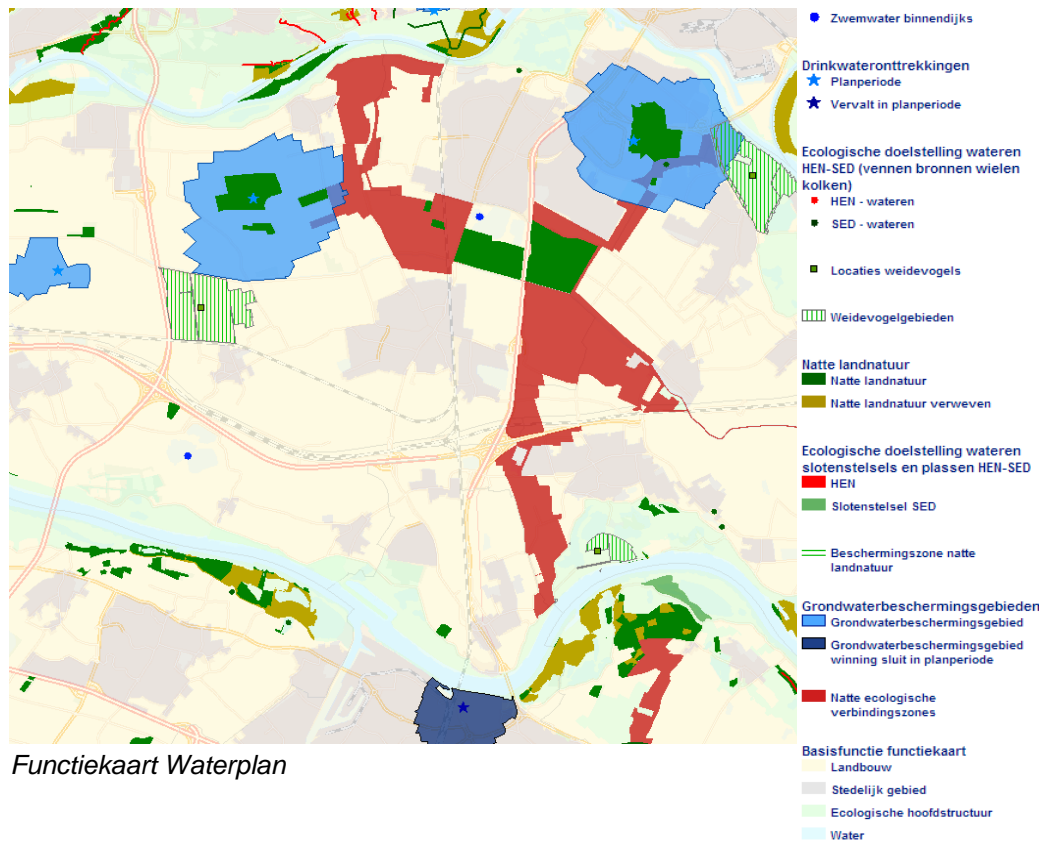 Zwemwater binnendijks
Drinkwateronttrekkingen
Planperiode
Vervalt in planperiode
Ecologische doelstelling wateren
HEN-SED (vennen bronnen wielen
kolken)
HEN - wateren
SED - wateren
Locaties weidevogels
Weidevogelgebieden
Natte landnatuur
Natte landnatuur
Natte landnatuur verweven
Ecologische doelstelling wateren
slotenstelsels en plassen HEN-SED
HEN
Slotenstelsel SED
Beschermingszone natte
landnatuur
Grondwaterbeschermingsgebieden
Grondwaterbeschermingsgebied
Grondwaterbeschermingsgebied
winning sluit in planperiode
Natte ecologische
verbindingszones
Basisfunctie functiekaart
Landbouw
Stedelijk gebied
Ecologische hoofdstructuur
Water
Functiekaart Waterplan